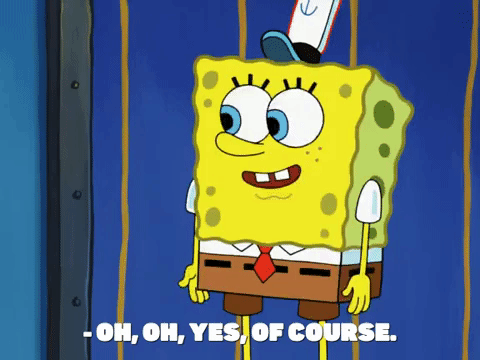 - OH, OH, YES, OF COURSE.